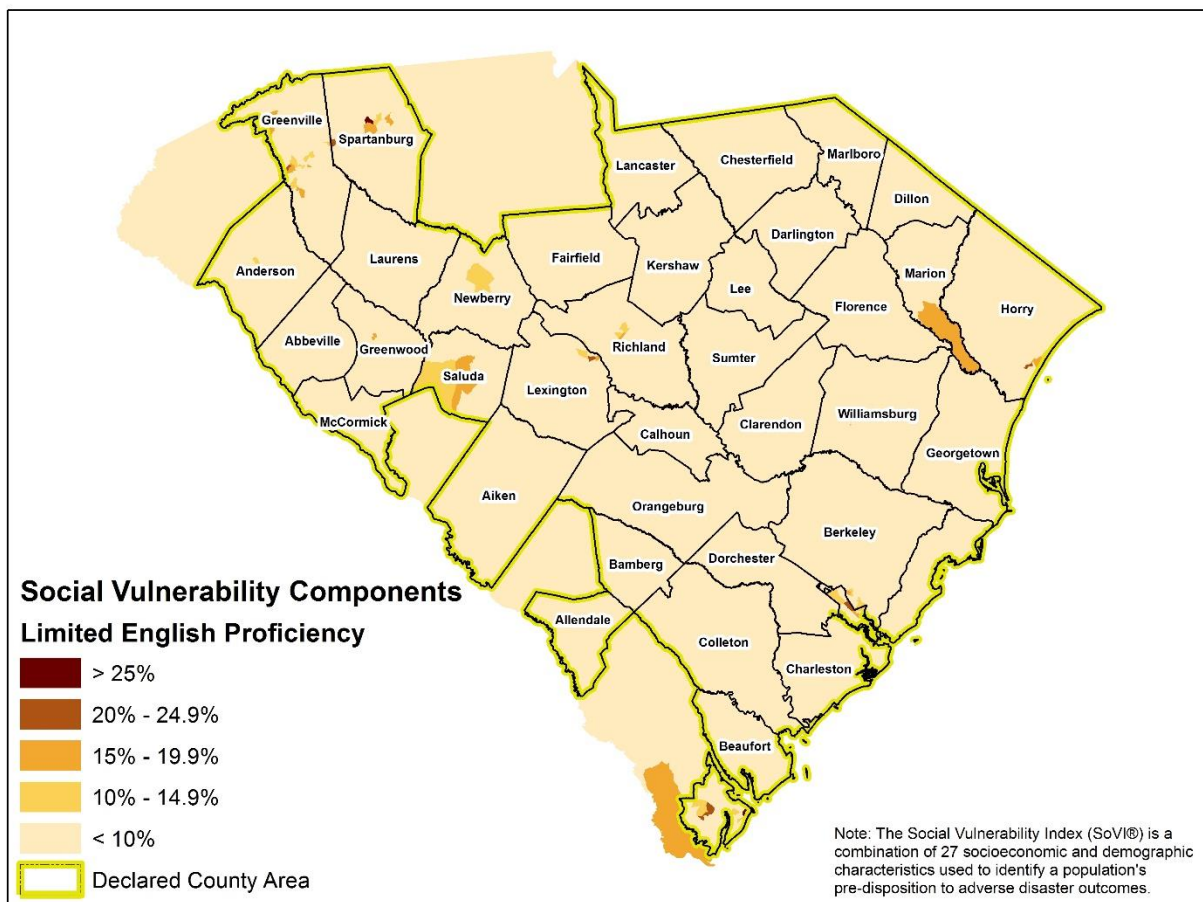 Greenville
Spartanburg
Lancaster
Chesterfield
Marlboro
Dillon
Anderson
Laurens
Newberry
Fairfield
Kershaw
Darlington
Lee
Marion
Florence
Horry
Abbeville
Greenwood
Saluda
Richland
Sumter
Lexington
McCormick
Calhoun
Clarendon
Williamsburg
Georgetown
Aiken
Orangeburg
Berkeley
Dorchester
Bamberg
Allendale
Colleton
Charleston
Beaufort
Social Vulnerability Components
Limited English Proficiency
> 25%
20% - 24.9%
15% - 19.9%
10% - 14.9%
< 10%
Declared County Area
Note: The Social Vulnerability Index (SoVI®) is a
combination of 27 socioeconomic and demographic
characteristics used to identify a population's
pre-disposition to adverse disaster outcomes.